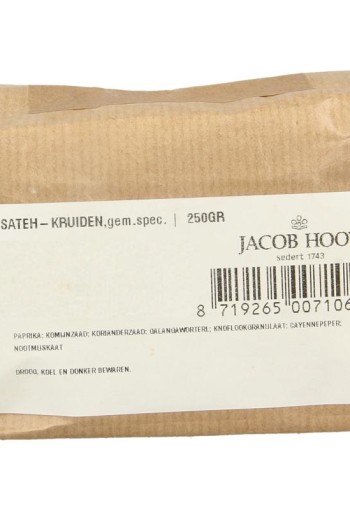 SATEH – KRUIDEN, gem.spec. | 250GR
JACOB HOOY
sedert 1743
8 719265 007106
PAPRIKA; KOMIJNZAAD; KORIANDERZAAD; GALANGAWORTEL; KNOFLOOKGRANULAAT; CAYENNEPEPER;
NOOTMUSKAAT
DROOG, KOEL EN DONKER BEWAREN.